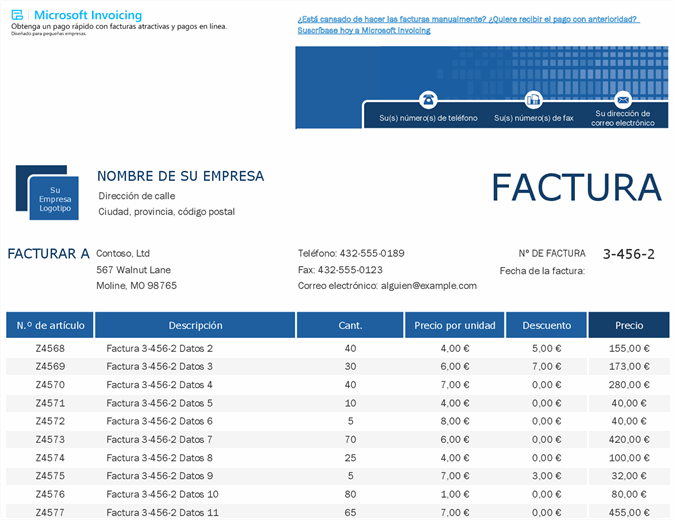 Microsoft Invoicing
Obtenga un pago rápido con facturas atractivas y pagos en línea.
Diseñado para pequeñas empresas.
¿Está cansado de hacer las facturas manualmente? ¿Quiere recibir el pago con anterioridad?
Suscríbase hoy a Microsoft Invoicing
Su(s) número(s) de teléfono
Su(s) número(s) de fax
Su dirección de
correo electrónico
Su
Empresa
Logotipo
NOMBRE DE SU EMPRESA
Dirección de calle
Ciudad, provincia, código postal
FACTURA
FACTURAR A Contoso, Ltd
567 Walnut Lane
Moline, MO 98765
Teléfono: 432-555-0189
Fax: 432-555-0123
Correo electrónico: alguien@example.com
N° DE FACTURA 3-456-2
Fecha de la factura:
N.º de artículo Descripción Cant. Precio por unidad Descuento Precio
Z4568 Factura 3-456-2 Datos 2 40 4,00 € 5,00 € 155,00 €
Z4569 Factura 3-456-2 Datos 3 30 6,00 € 7,00 € 173,00 €
Z4570 Factura 3-456-2 Datos 4 40 7,00 € 0,00 € 280,00 €
Z4571 Factura 3-456-2 Datos 5 10 4,00 € 0,00 € 40,00 €
Z4572 Factura 3-456-2 Datos 6 5 8,00 € 0,00 € 40,00 €
Z4573 Factura 3-456-2 Datos 7 70 6,00 € 0,00 € 420,00 €
Z4574 Factura 3-456-2 Datos 8 25 4,00 € 0,00 € 100,00 €
Z4575 Factura 3-456-2 Datos 9 5 7,00 € 3,00 € 32,00 €
Z4576 Factura 3-456-2 Datos 10 80 1,00 € 0,00 € 80,00 €
Z4577 Factura 3-456-2 Datos 11 65 7,00 € 0,00 € 455,00 €